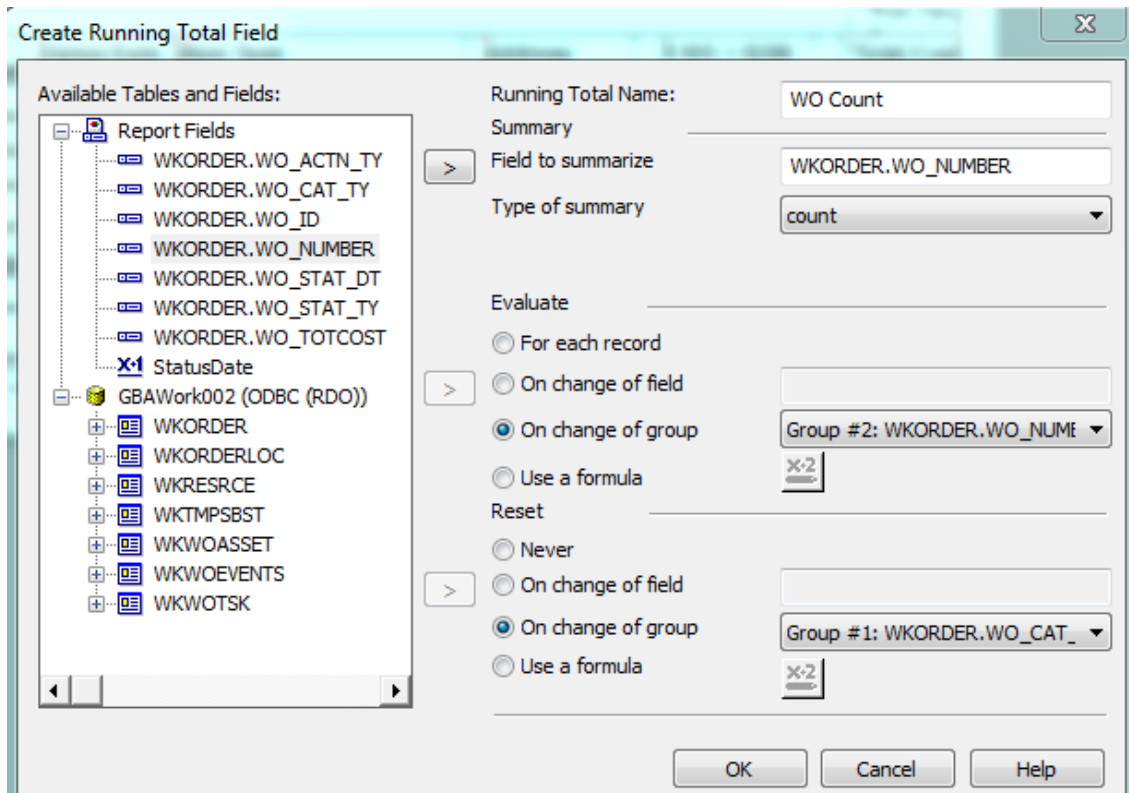 Create Running Total Field
Available Tables and Fields:
Report Fields
WKORDER.WO_ACTN_TY
WKORDER.WO_CAT_TY
WKORDER.WO_ID
WKORDER.WO_NUMBER
WKORDER.WO_STAT_DT
WKORDER.WO_STAT_TY
WKORDER.WO_TOTCOST
StatusDate
GBAWork002 (ODBC (RDO))
WKORDER
WKORDERLOC
WKRESRCE
WKTMPSBST
WKWOASSET
WKWOEVENTS
WKWOTSK
Running Total Name: WO Count
Summary
> Field to summarize WKORDER.WO_NUMBER
Type of summary count
Evaluate
For each record
> On change of field
On change of group Group #2: WKORDER.WO_NUME
Use a formula X+2
Reset
Never
> On change of field
On change of group Group #1: WKORDER.WO_CAT_
Use a formula X+2
OK Cancel Help